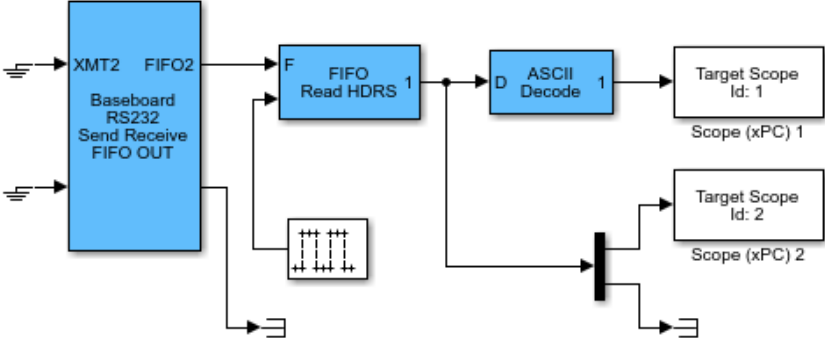 XMT2 FIFO2
Baseboard
RS232
Send Receive
FIFO OUT
F
FIFO
Read HDRS
1
D
ASCII
Decode
1
Target Scope
Id: 1
Scope (xPC) 1
Target Scope
Id: 2
Scope (xPC) 2